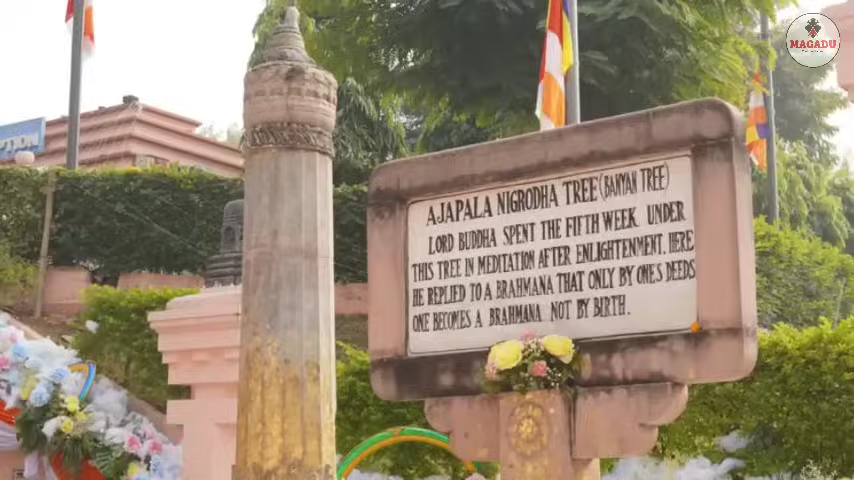 MAGADU
PTION
AJAPALA NIGRODHA TREE (BANYAN TREE)
LORD BUDDHA SPENT THE FIFTH WEEK UNDER
THIS TREE IN MEDITATION AFTER ENLIGHTENMENT. HERE
HE REPLIED TO A BRAHMANA THAT ONLY BY ONES DEEDS
ONE BECOMES A BRAHMANA NOT BY BIRTH.